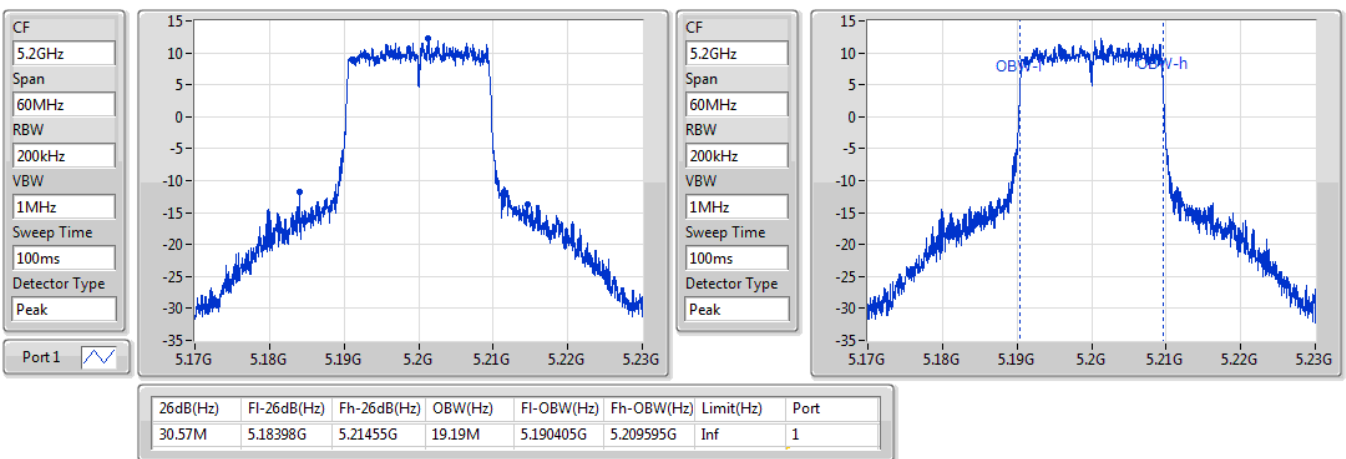 CF
5.2GHz
Span
60MHz
RBW
200kHz
VBW
1MHz
Sweep Time
100ms
Detector Type
Peak
Port 1
15
10
5
0
-5
-10
-15
-20
-25
-30
-35
5.17G 5.18G 5.19G 5.2G 5.21G 5.22G 5.23G
CF
5.2GHz
Span
60MHz
RBW
200kHz
VBW
1MHz
Sweep Time
100ms
Detector Type
Peak
15
10
5
0
-5
-10
-15
-20
-25
-30
-35
OBW-l OBW-h
5.17G 5.18G 5.19G 5.2G 5.21G 5.22G 5.23G
26dB(Hz) Fl-26dB(Hz) Fh-26dB(Hz) OBW(Hz) Fl-OBW(Hz) Fh-OBW(Hz) Limit(Hz) Port
30.57M 5.18398G 5.21455G 19.19M 5.190405G 5.209595G Inf 1